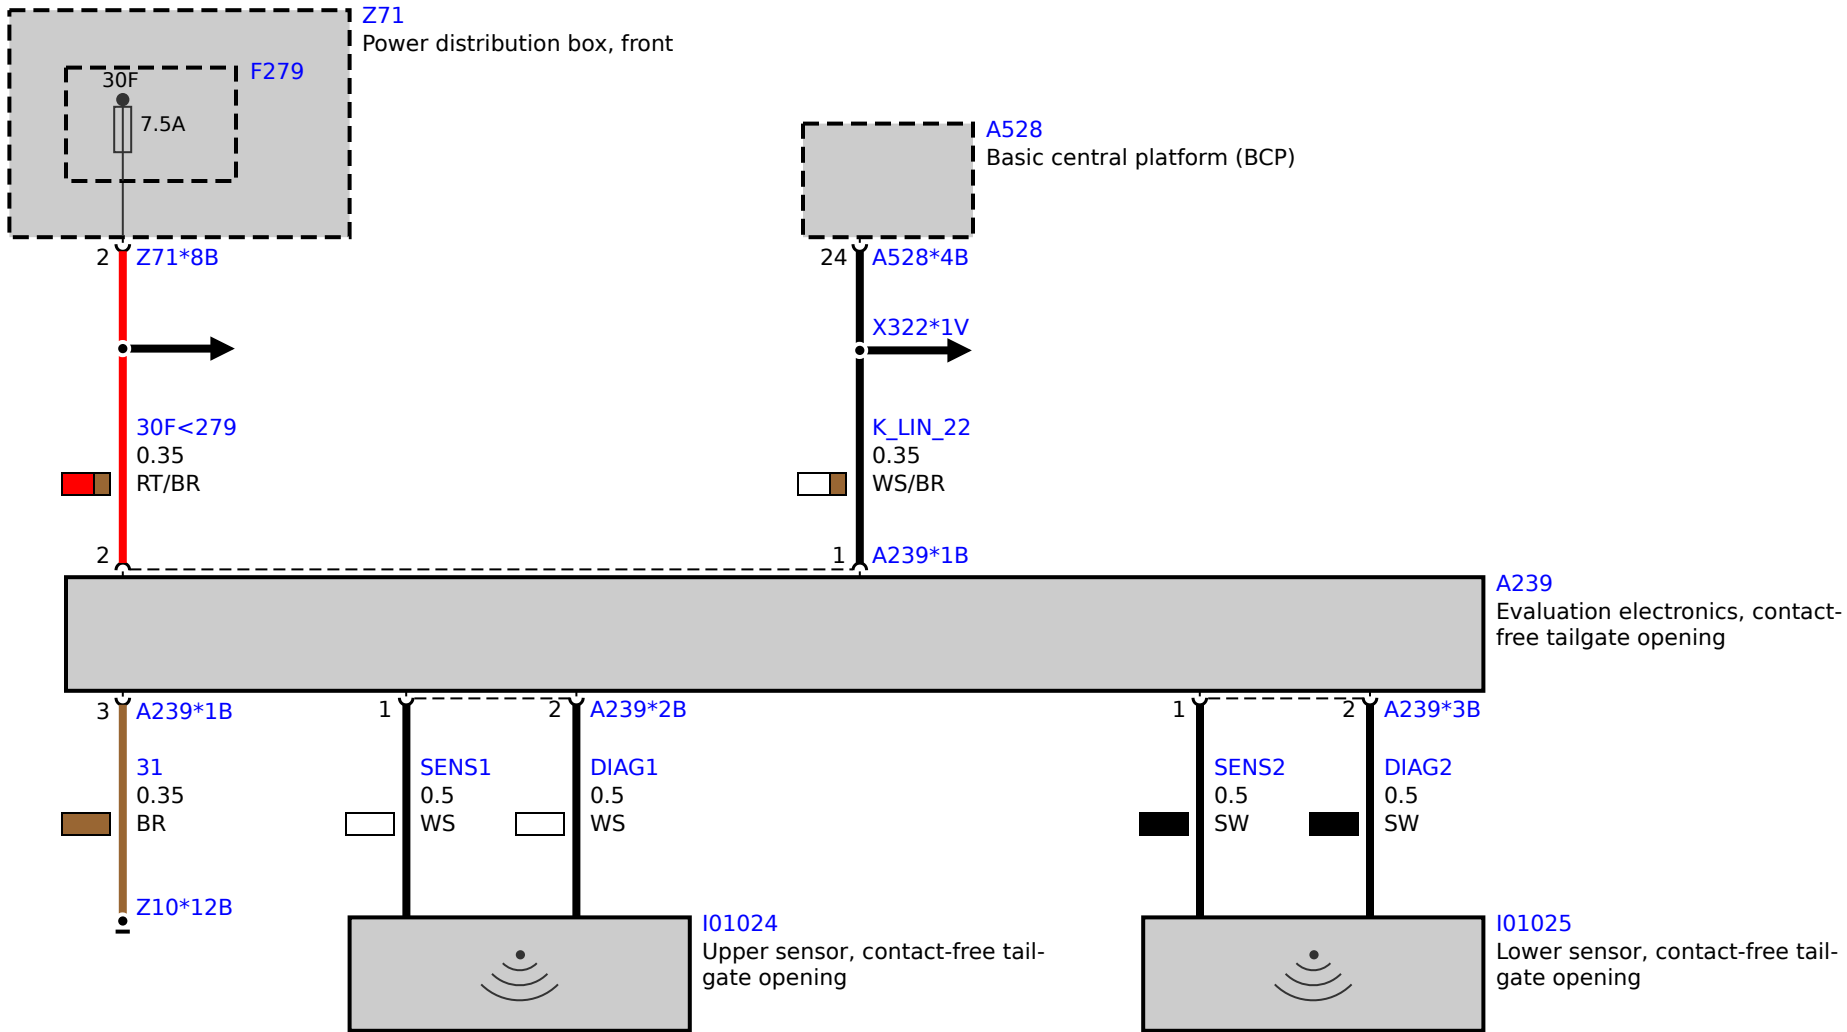 Z71
Power distribution box, front
F279
30F
7.5A
A528
Basic central platform (BCP)
2 Z71*8B
24 A528*4B
X322*1V
30F<279
0.35
RT/BR
K_LIN_22
0.35
WS/BR
2
1 A239*1B
A239
Evaluation electronics, contact-
free tailgate opening
3 A239*1B
1
2 A239*2B
1
2 A239*3B
31
0.35
BR
SENS1
0.5
WS
DIAG1
0.5
WS
SENS2
0.5
SW
DIAG2
0.5
SW
Z10*12B
I01024
Upper sensor, contact-free tail-
gate opening
I01025
Lower sensor, contact-free tail-
gate opening